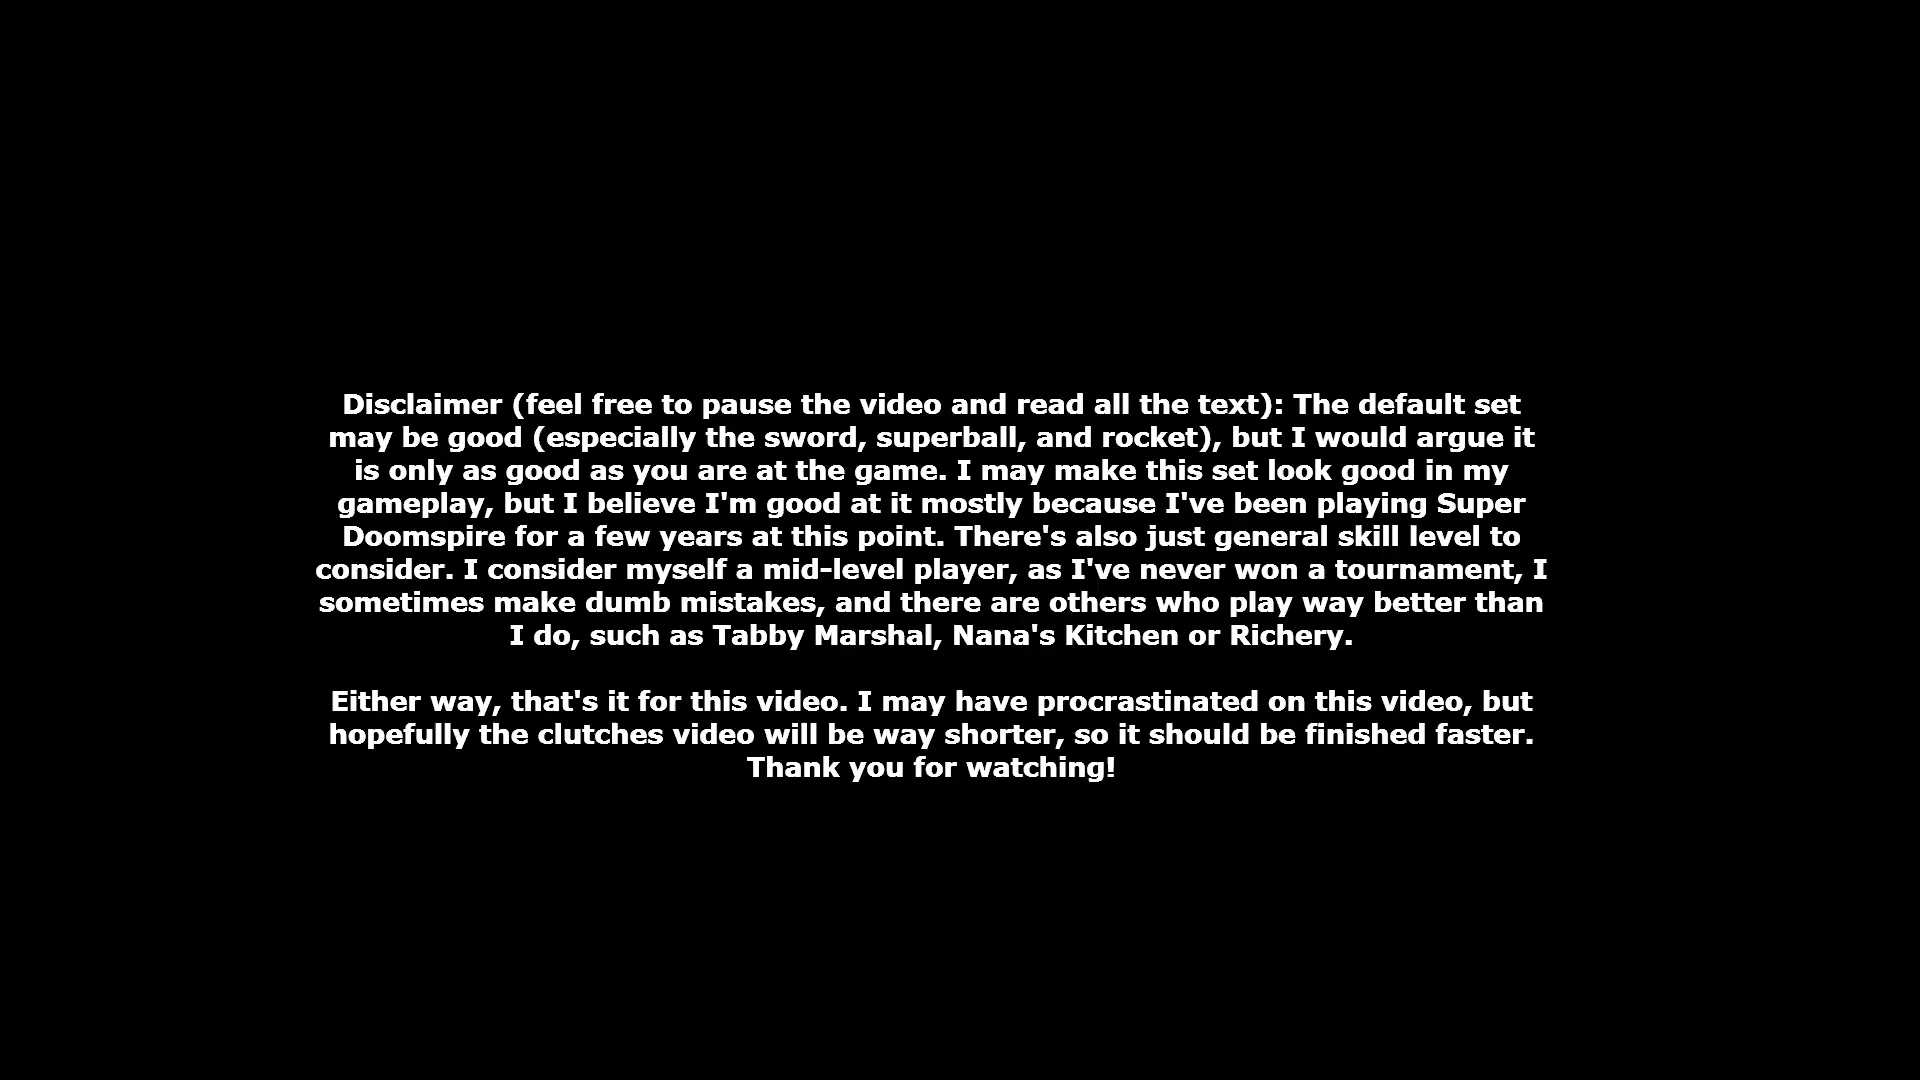 Disclaimer (feel free to pause the video and read all the text): The default set
may be good (especially the sword, superball, and rocket), but I would argue it
is only as good as you are at the game. I may make this set look good in my
gameplay, but I believe I'm good at it mostly because I've been playing Super
Doomspire for a few years at this point. There's also just general skill level to
consider. I consider myself a mid-level player, as I've never won a tournament, I
sometimes make dumb mistakes, and there are others who play way better than
I do, such as Tabby Marshal, Nana's Kitchen or Richery.
Either way, that's it for this video. I may have procrastinated on this video, but
hopefully the clutches video will be way shorter, so it should be finished faster.
Thank you for watching!